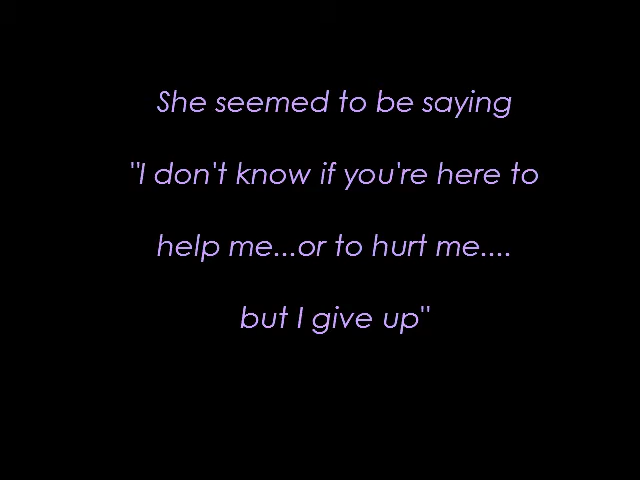 She seemed to be saying
"I don't know if you're here to
help me...or to hurt me....
but I give up"